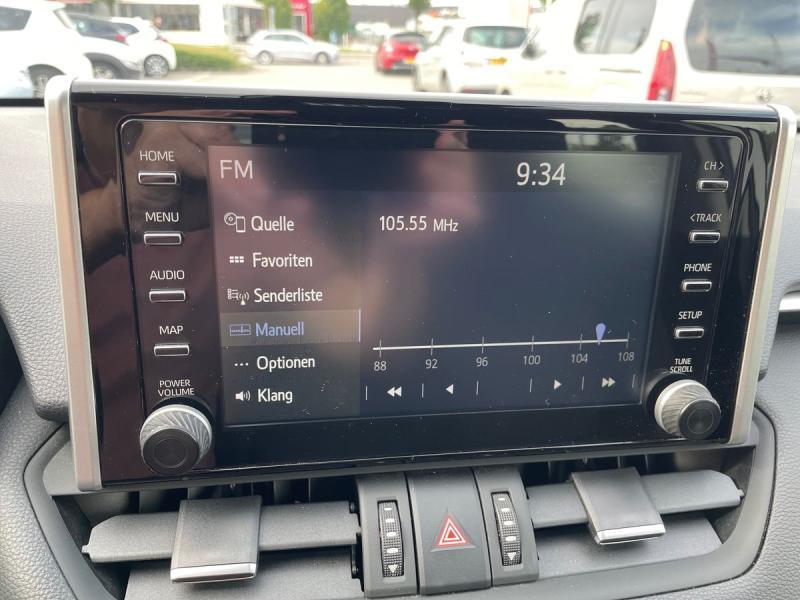 HOME
MENU
AUDIO
MAP
POWER
VOLUME
FM
9:34
Quelle
105.55 MHz
Favoriten
Senderliste
Manuell
Optionen
Klang
88 92 96 100 104 108
CH >
< TRACK
PHONE
SETUP
TUNE
SCROLL